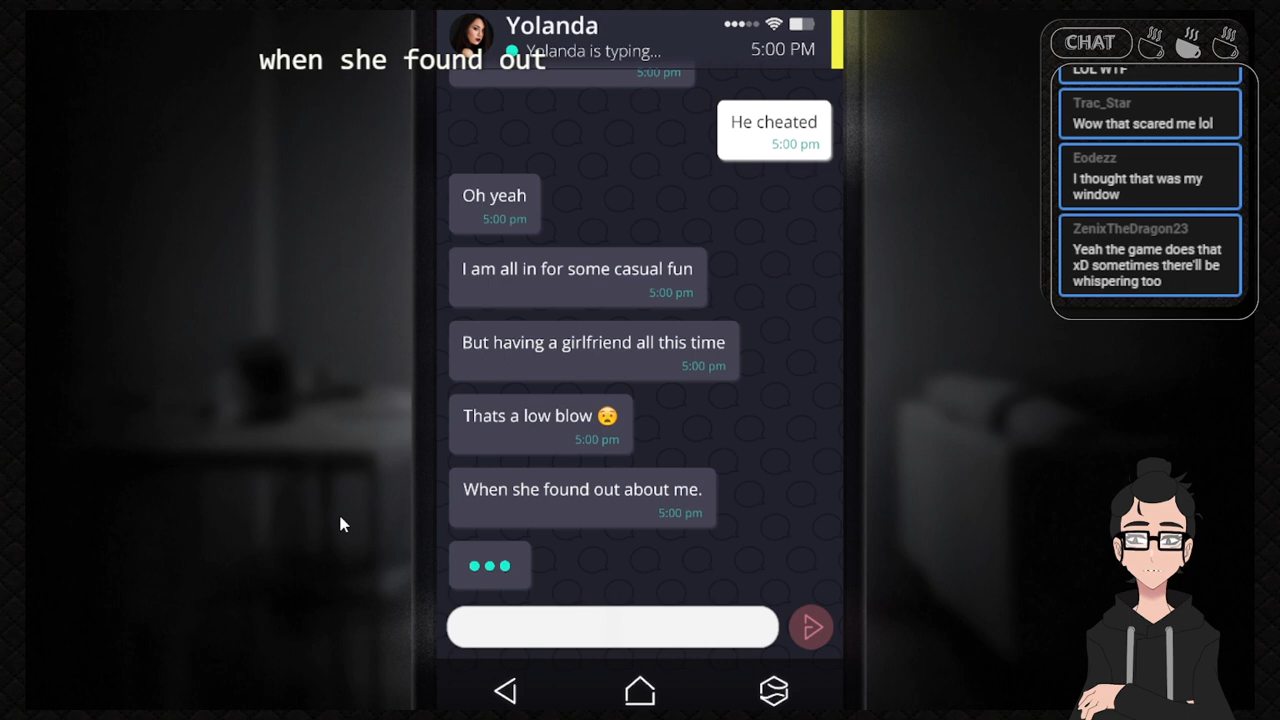 Yolanda
Yolanda is typing...
5:00 PM
when she found out
5:00 pm
He cheated
5:00 pm
Oh yeah
5:00 pm
I am all in for some casual fun
5:00 pm
But having a girlfriend all this time
5:00 pm
Thats a low blow 😧
5:00 pm
When she found out about me.
5:00 pm
CHAT
LOL WTF
Trac_Star
Wow that scared me lol
Eodezz
I thought that was my
window
ZenixTheDragon23
Yeah the game does that
xD sometimes there'll be
whispering too